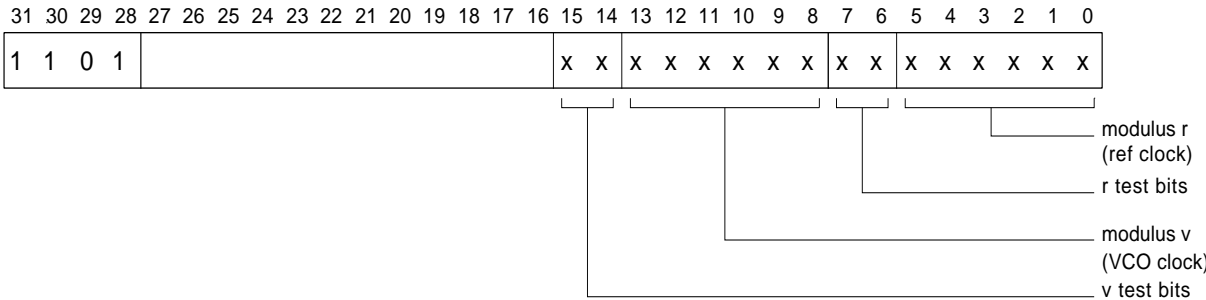 31 30 29 28 27 26 25 24 23 22 21 20 19 18 17 16 15 14 13 12 11 10 9 8 7 6 5 4 3 2 1 0
1 1 0 1 x x x x x x x x x x x x x x x x
modulus r
(ref clock)
r test bits
modulus v
(VCO clock)
v test bits